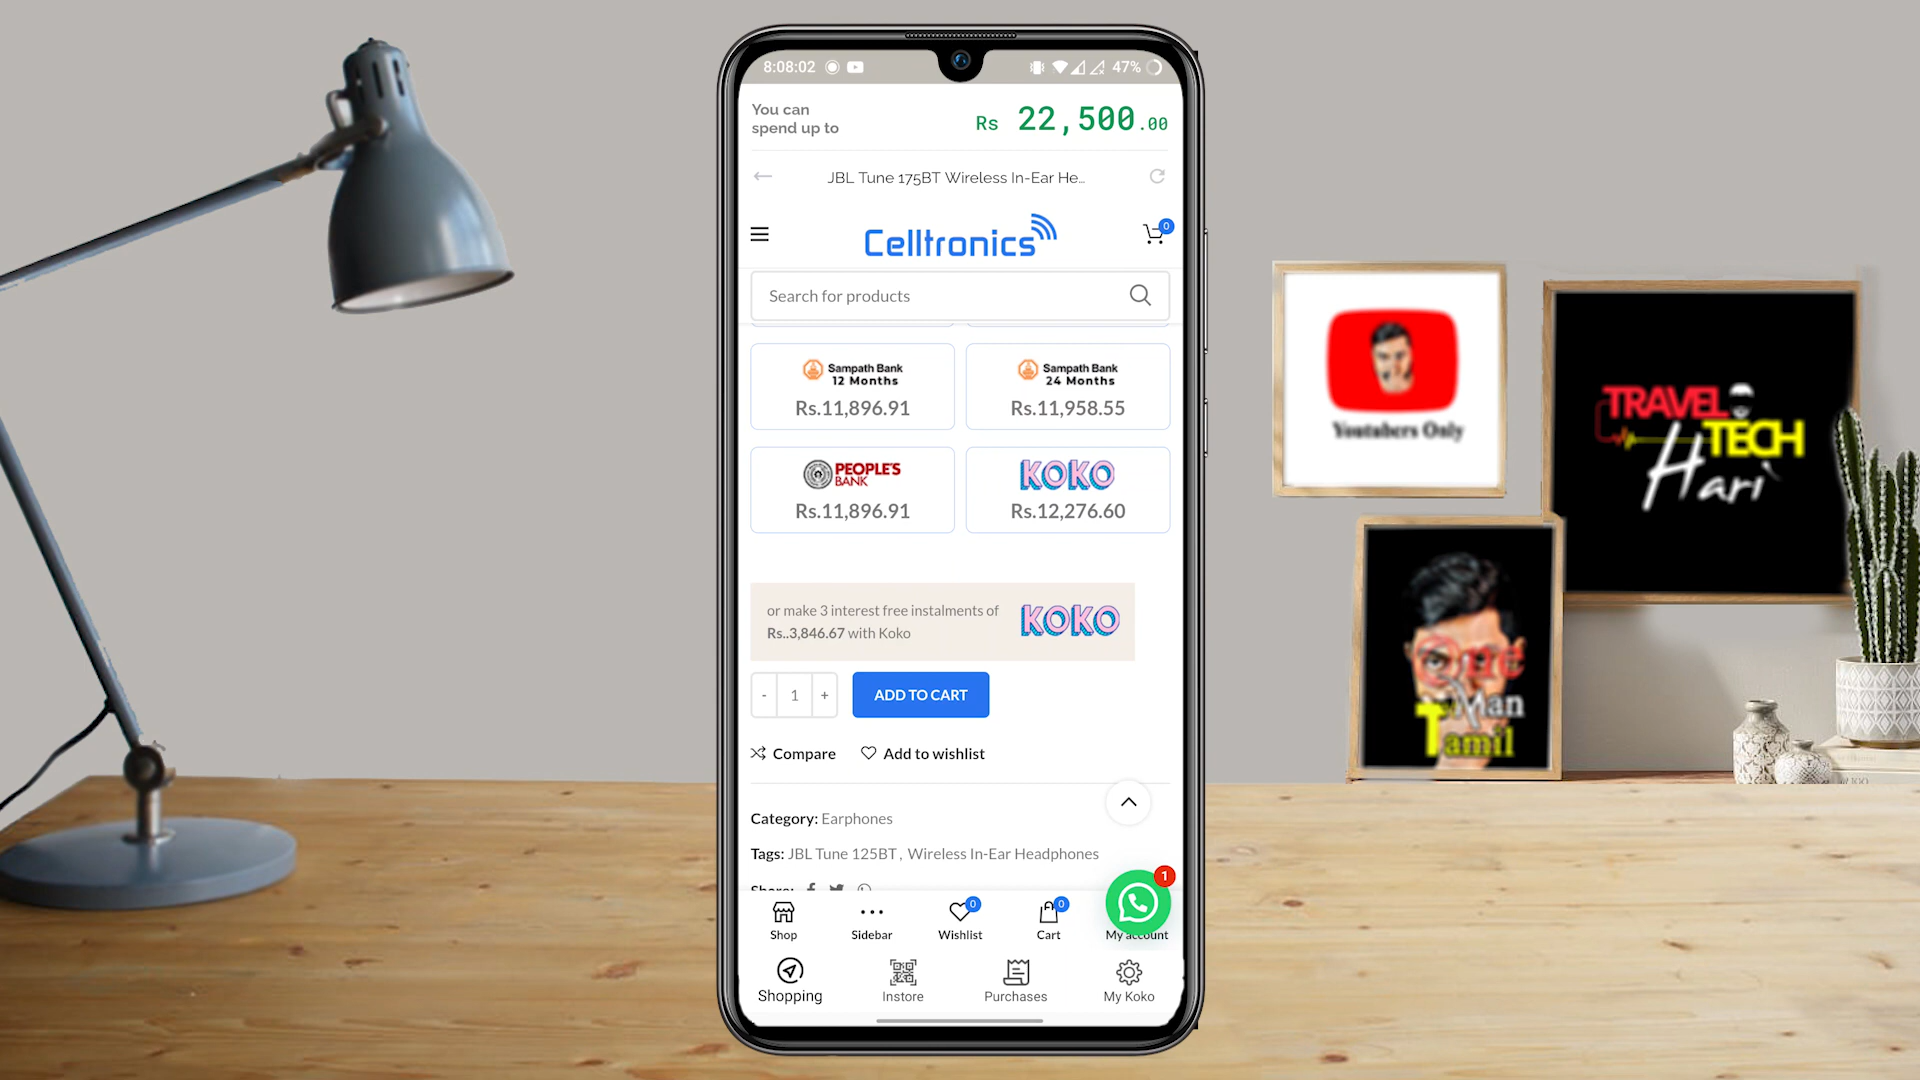 8:08:02
47%
You can
spend up to
Rs 22,500.00
JBL Tune 175BT Wireless In-Ear He...
Celltronics
0
Search for products
Sampath Bank
12 Months
Rs.11,896.91
Sampath Bank
24 Months
Rs.11,958.55
PEOPLE'S
BANK
Rs.11,896.91
KOKO
Rs.12,276.60
or make 3 interest free instalments of
Rs..3,846.67 with Koko
KOKO
- 1 +
ADD TO CART
Compare
Add to wishlist
Category: Earphones
Tags: JBL Tune 125BT, Wireless In-Ear Headphones
Share:
1
0
0
Shop
Sidebar
Wishlist
Cart
My account
Shopping
Instore
Purchases
My Koko
Youtubers Only
TRAVEL
TECH
Hari
One
Man
Tamil